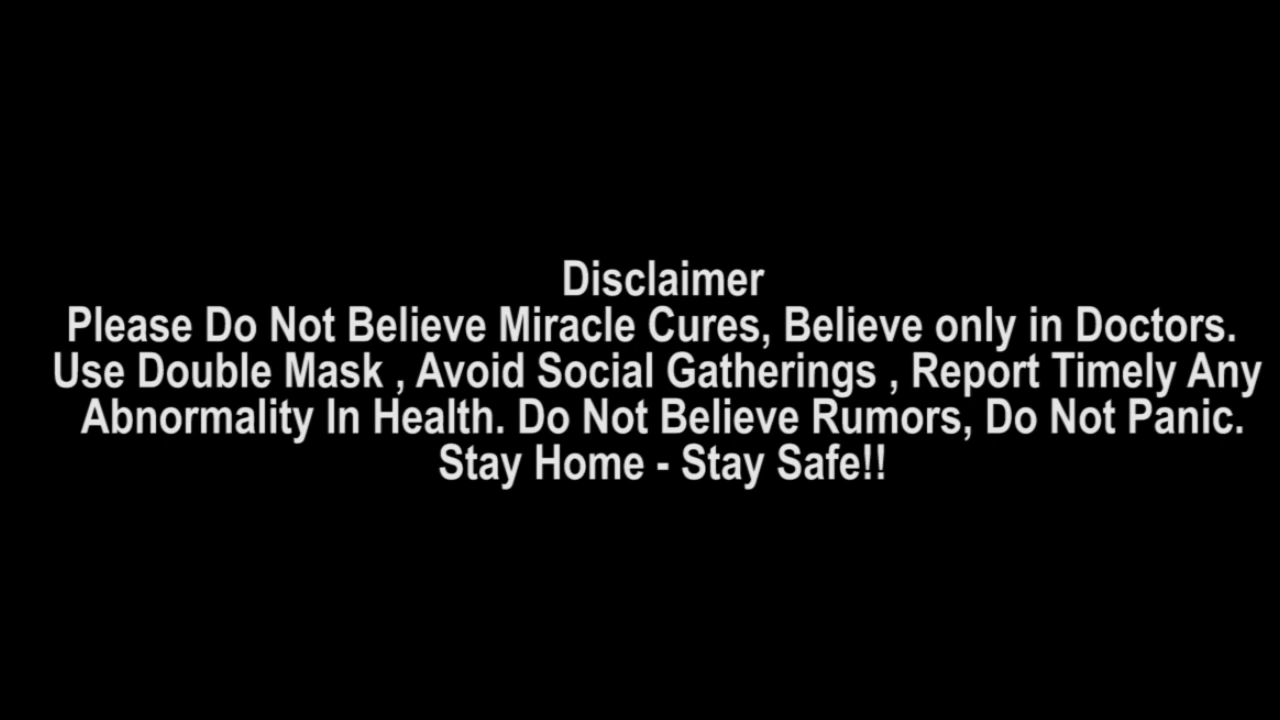 Disclaimer
Please Do Not Believe Miracle Cures, Believe only in Doctors.
Use Double Mask , Avoid Social Gatherings , Report Timely Any
Abnormality In Health. Do Not Believe Rumors, Do Not Panic.
Stay Home - Stay Safe!!